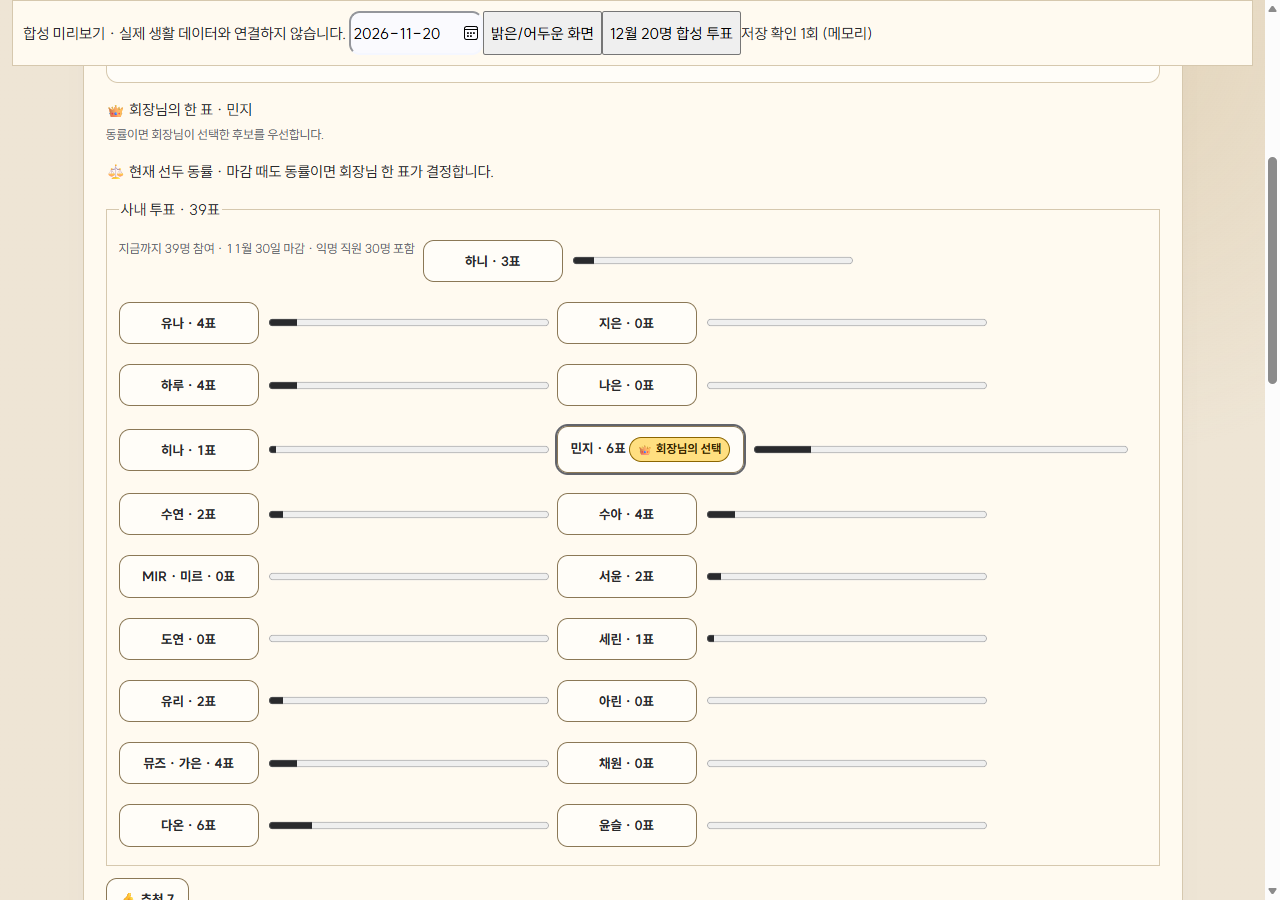 합성 미리보기 · 실제 생활 데이터와 연결하지 않습니다. 2026-11-20 밝은/어두운 화면 12월 20명 합성 투표 저장 확인 1회 (메모리)
👑 회장님의 한 표 · 민지
동률이면 회장님이 선택한 후보를 우선합니다.
⚖️ 현재 선두 동률 · 마감 때도 동률이면 회장님 한 표가 결정합니다.
사내 투표 · 39표
지금까지 39명 참여 · 11월 30일 마감 · 익명 직원 30명 포함 하니 · 3표
유나 · 4표 지은 · 0표
하루 · 4표 나은 · 0표
히나 · 1표 민지 · 6표 👑 회장님의 선택
수연 · 2표 수아 · 4표
MIR · 미르 · 0표 서윤 · 2표
도연 · 0표 세린 · 1표
유리 · 2표 아린 · 0표
뮤즈 · 가은 · 4표 채원 · 0표
다온 · 6표 윤슬 · 0표
👍 추천 7